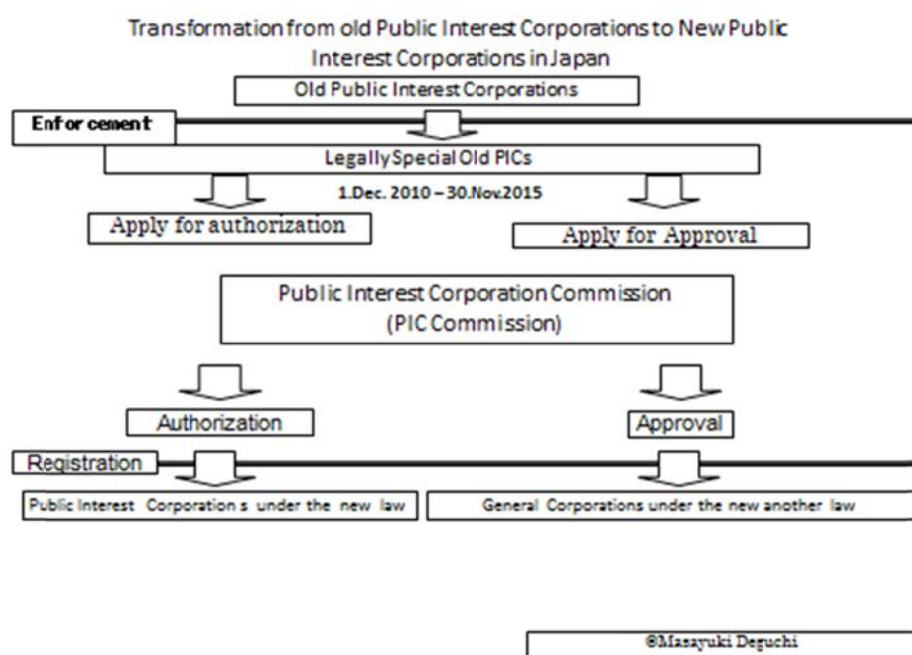 Transformation from old Public Interest Corporations to New Public
Interest Corporations in Japan
Old Public Interest Corporations
Enforcement
Legally Special Old PICs
1.Dec. 2010 – 30.Nov.2015
Apply for authorization
Apply for Approval
Public Interest Corporation Commission
(PIC Commission)
Authorization
Approval
Registration
Public Interest Corporations under the new law
General Corporations under the new another law
©Masayuki Deguchi